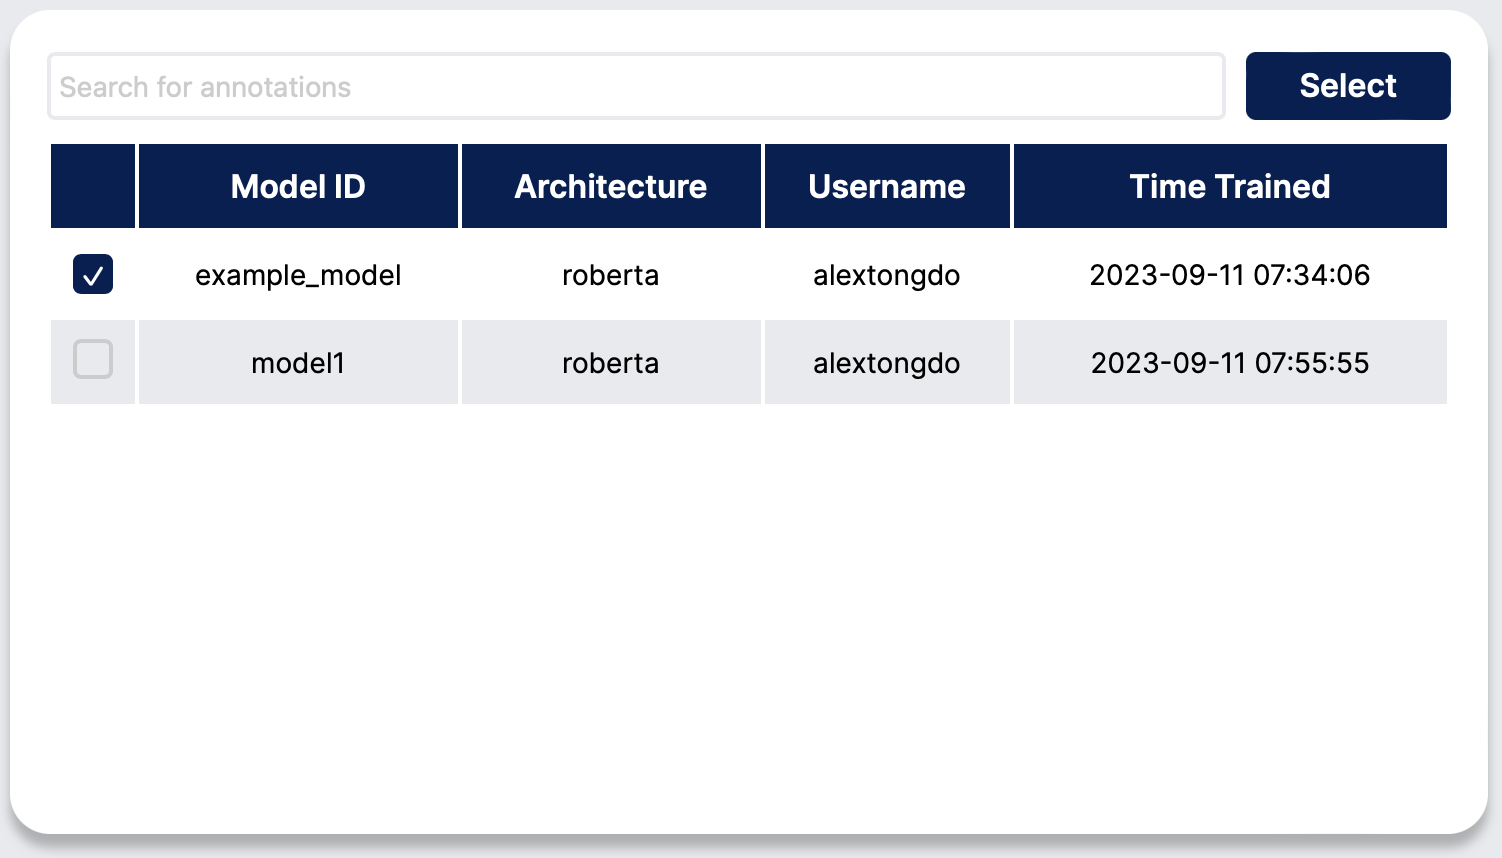 Search for annotations Select
Model ID Architecture Username Time Trained
example_model roberta alextongdo 2023-09-11 07:34:06
model1 roberta alextongdo 2023-09-11 07:55:55